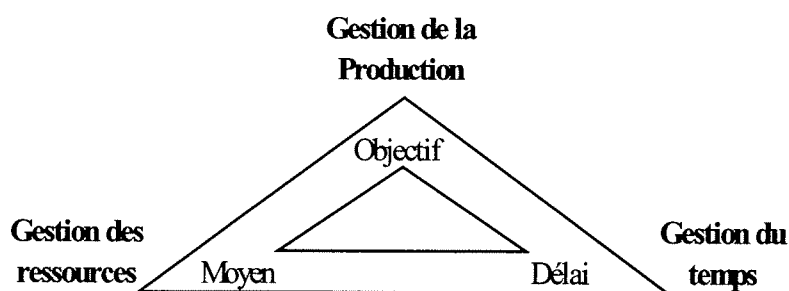 Gestion de la
Production
Objectif
Gestion des
ressources
Moyen
Délai
Gestion du
temps